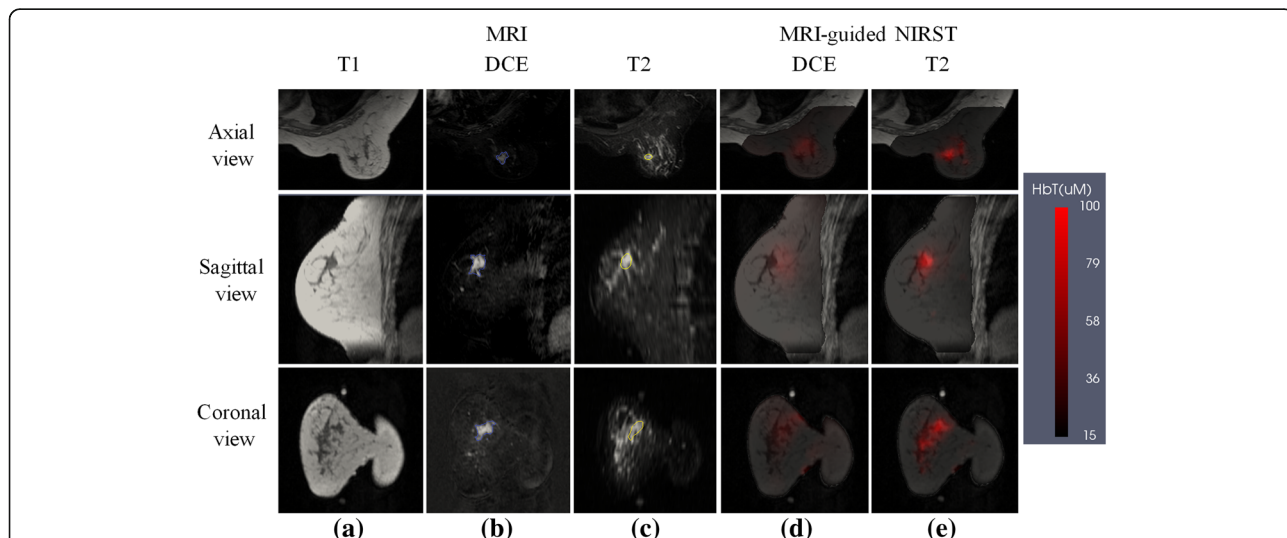 MRI MRI-guided NIRST
T1 DCE T2 DCE T2
Axial
view
Sagittal
view
Coronal
view
HbT(uM)
100
79
58
36
15
(a) (b) (c) (d) (e)